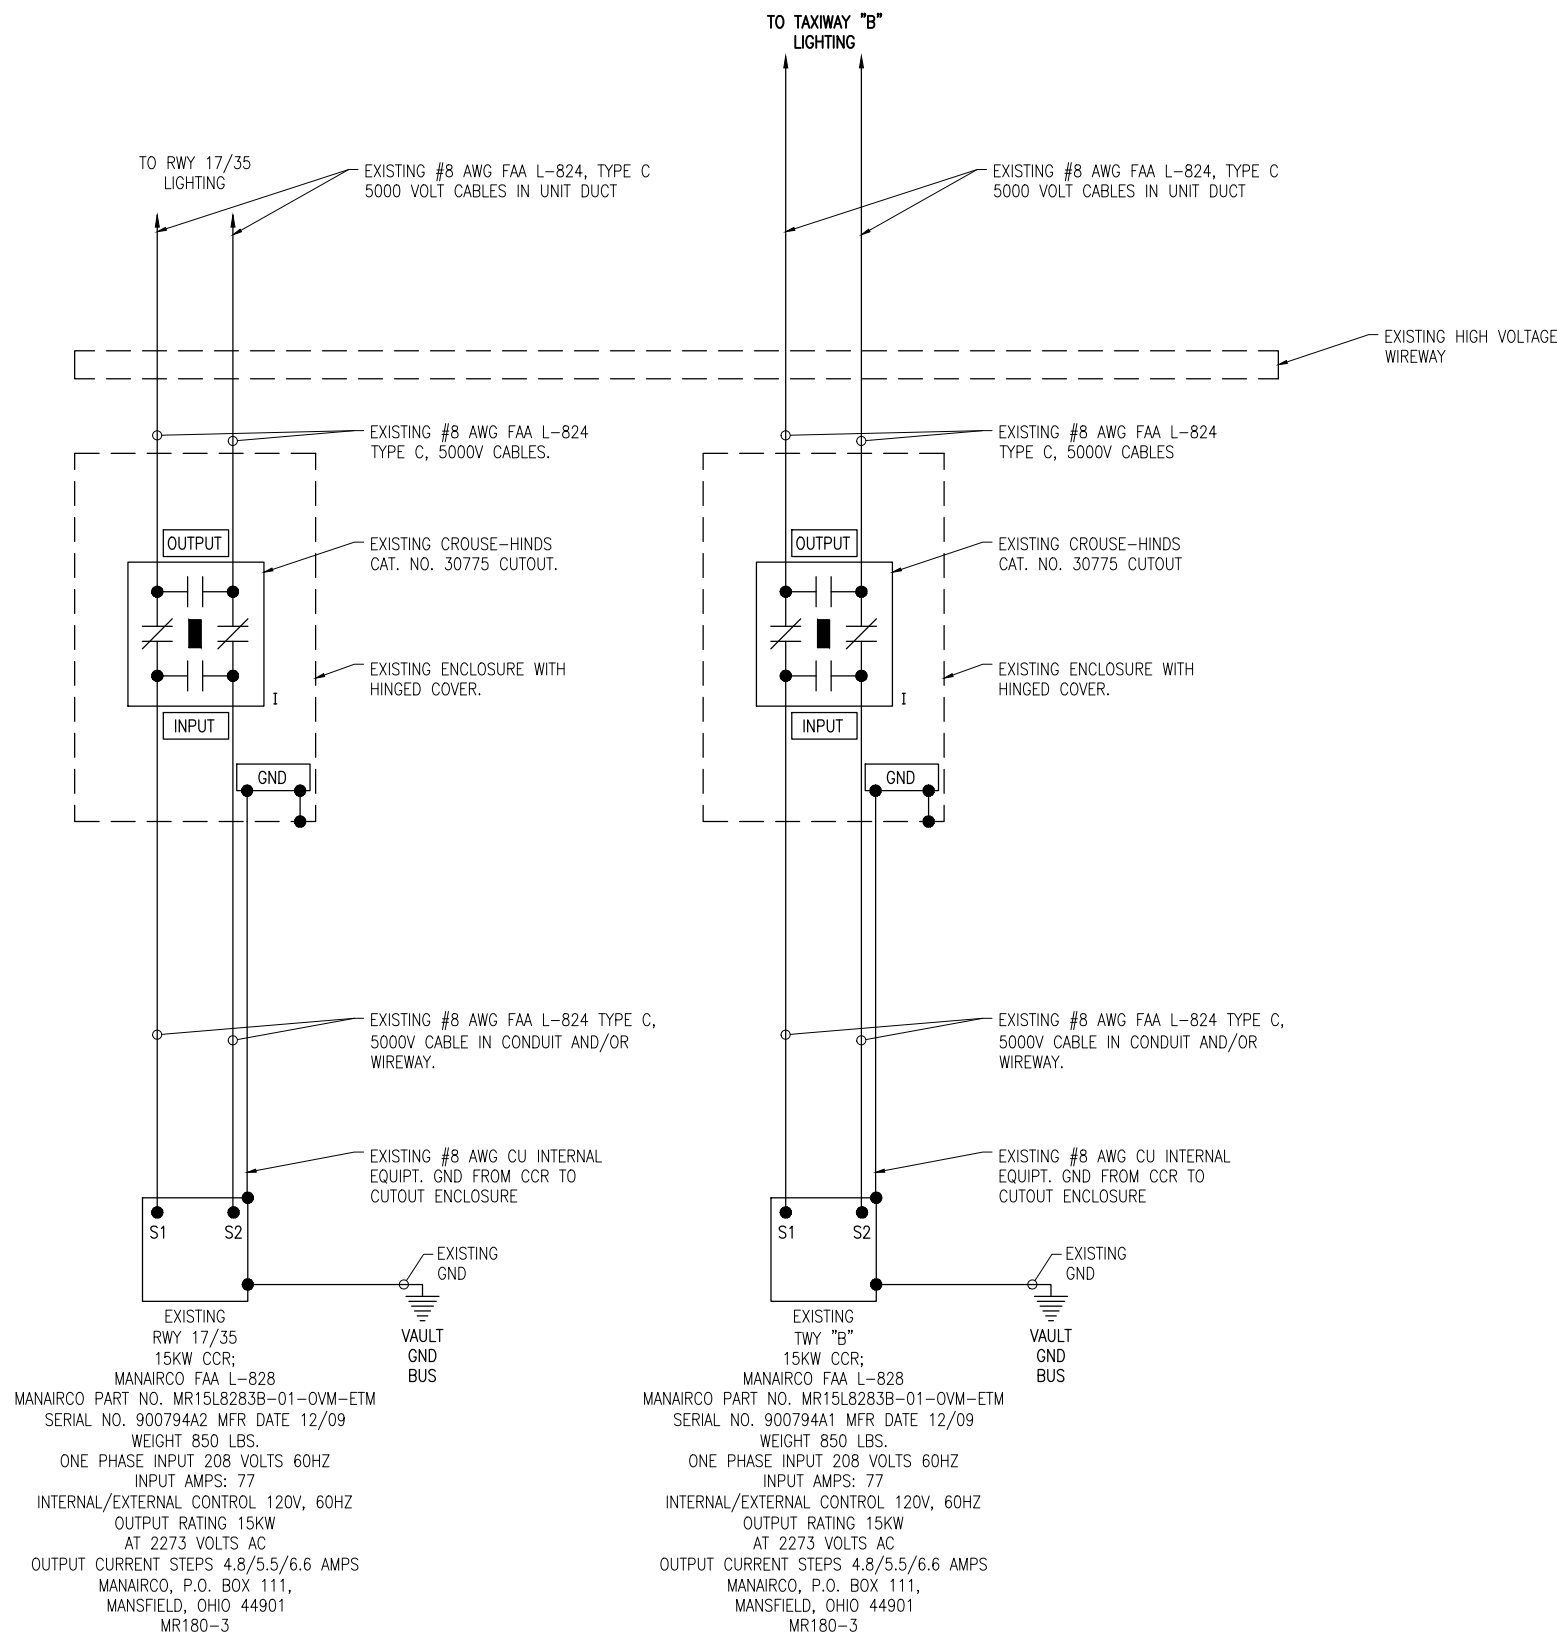 TO TAXIWAY "B"
LIGHTING
TO RWY 17/35
LIGHTING
EXISTING #8 AWG FAA L-824, TYPE C
5000 VOLT CABLES IN UNIT DUCT
EXISTING #8 AWG FAA L-824, TYPE C
5000 VOLT CABLES IN UNIT DUCT
EXISTING HIGH VOLTAGE
WIREWAY
EXISTING #8 AWG FAA L-824
TYPE C, 5000V CABLES.
EXISTING #8 AWG FAA L-824
TYPE C, 5000V CABLES
OUTPUT
EXISTING CROUSE-HINDS
CAT. NO. 30775 CUTOUT.
OUTPUT
EXISTING CROUSE-HINDS
CAT. NO. 30775 CUTOUT
EXISTING ENCLOSURE WITH
HINGED COVER.
I
INPUT
GND
EXISTING ENCLOSURE WITH
HINGED COVER.
I
INPUT
GND
EXISTING #8 AWG FAA L-824 TYPE C,
5000V CABLE IN CONDUIT AND/OR
WIREWAY.
EXISTING #8 AWG FAA L-824 TYPE C,
5000V CABLE IN CONDUIT AND/OR
WIREWAY.
EXISTING #8 AWG CU INTERNAL
EQUIPT. GND FROM CCR TO
CUTOUT ENCLOSURE
EXISTING #8 AWG CU INTERNAL
EQUIPT. GND FROM CCR TO
CUTOUT ENCLOSURE
S1 S2
EXISTING
GND
VAULT
GND
BUS
S1 S2
EXISTING
GND
VAULT
GND
BUS
EXISTING
RWY 17/35
15KW CCR;
MANAIRCO FAA L-828
MANAIRCO PART NO. MR15L8283B-01-0VM-ETM
SERIAL NO. 900794A2 MFR DATE 12/09
WEIGHT 850 LBS.
ONE PHASE INPUT 208 VOLTS 60HZ
INPUT AMPS: 77
INTERNAL/EXTERNAL CONTROL 120V, 60HZ
OUTPUT RATING 15KW
AT 2273 VOLTS AC
OUTPUT CURRENT STEPS 4.8/5.5/6.6 AMPS
MANAIRCO, P.O. BOX 111,
MANSFIELD, OHIO 44901
MR180-3
EXISTING
TWY "B"
15KW CCR;
MANAIRCO FAA L-828
MANAIRCO PART NO. MR15L8283B-01-0VM-ETM
SERIAL NO. 900794A1 MFR DATE 12/09
WEIGHT 850 LBS.
ONE PHASE INPUT 208 VOLTS 60HZ
INPUT AMPS: 77
INTERNAL/EXTERNAL CONTROL 120V, 60HZ
OUTPUT RATING 15KW
AT 2273 VOLTS AC
OUTPUT CURRENT STEPS 4.8/5.5/6.6 AMPS
MANAIRCO, P.O. BOX 111,
MANSFIELD, OHIO 44901
MR180-3